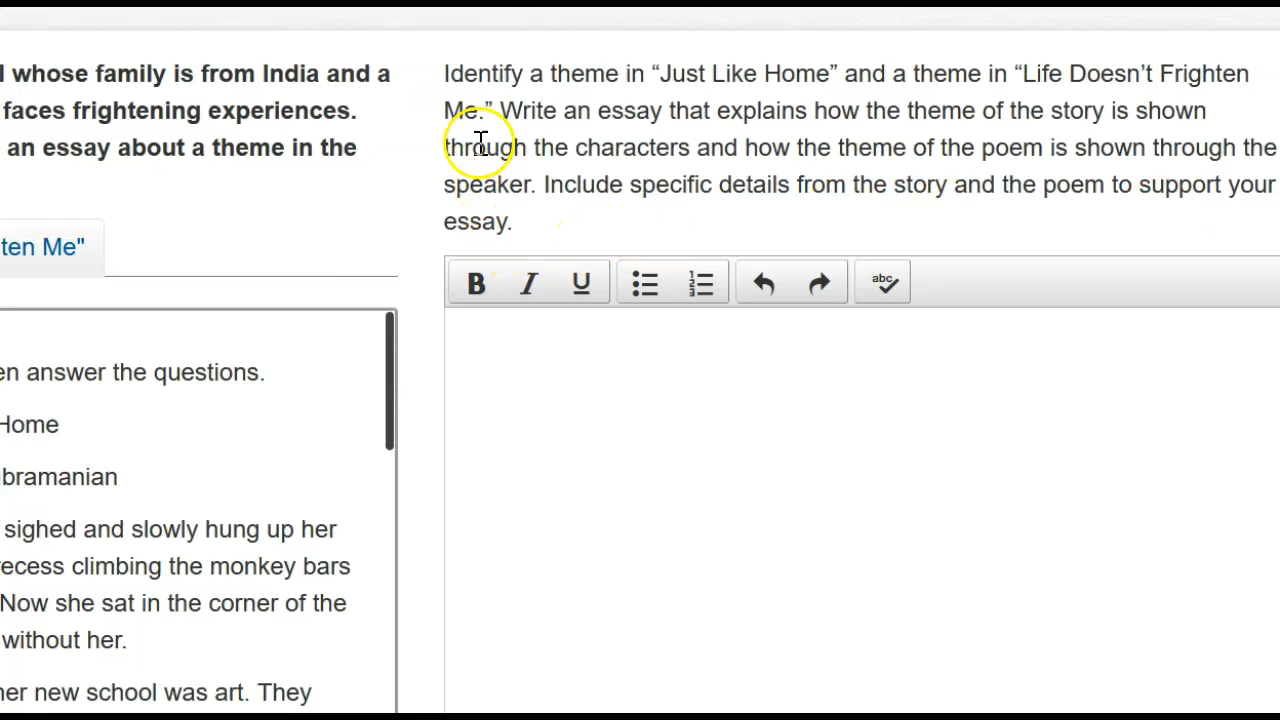 l whose family is from India and a
faces frightening experiences.
an essay about a theme in the
ten Me"
en answer the questions.
Home
bramanian
sighed and slowly hung up her
recess climbing the monkey bars
Now she sat in the corner of the
without her.
her new school was art. They
Identify a theme in “Just Like Home” and a theme in “Life Doesn’t Frighten
Me.” Write an essay that explains how the theme of the story is shown
through the characters and how the theme of the poem is shown through the
speaker. Include specific details from the story and the poem to support your
essay.
B I U abc